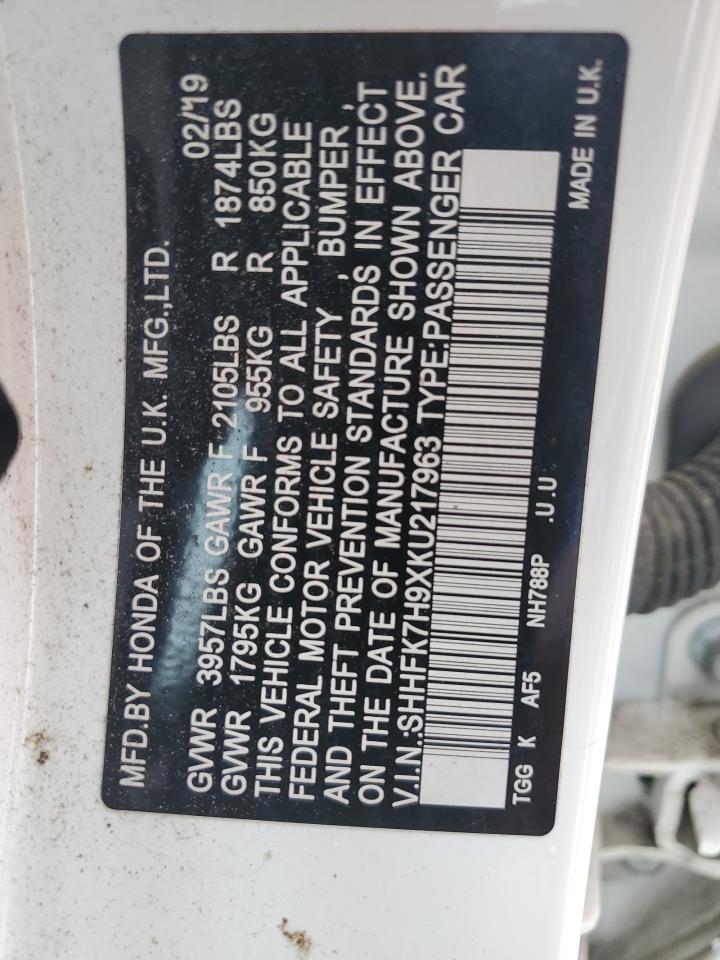 MFD.BY HONDA OF THE U.K. MFG.,LTD. 02/'19
GVWR 3957LBS GAWR F 2105LBS R 1874LBS
GVWR 1795KG GAWR F 955KG R 850KG
THIS VEHICLE CONFORMS TO ALL APPLICABLE
FEDERAL MOTOR VEHICLE SAFETY , BUMPER ,
AND THEFT PREVENTION STANDARDS IN EFFECT
ON THE DATE OF MANUFACTURE SHOWN ABOVE.
V.I.N.:SHHFK7H9XKU217963 TYPE:PASSENGER CAR
TGG K AF5 NH788P .U.U MADE IN U.K.